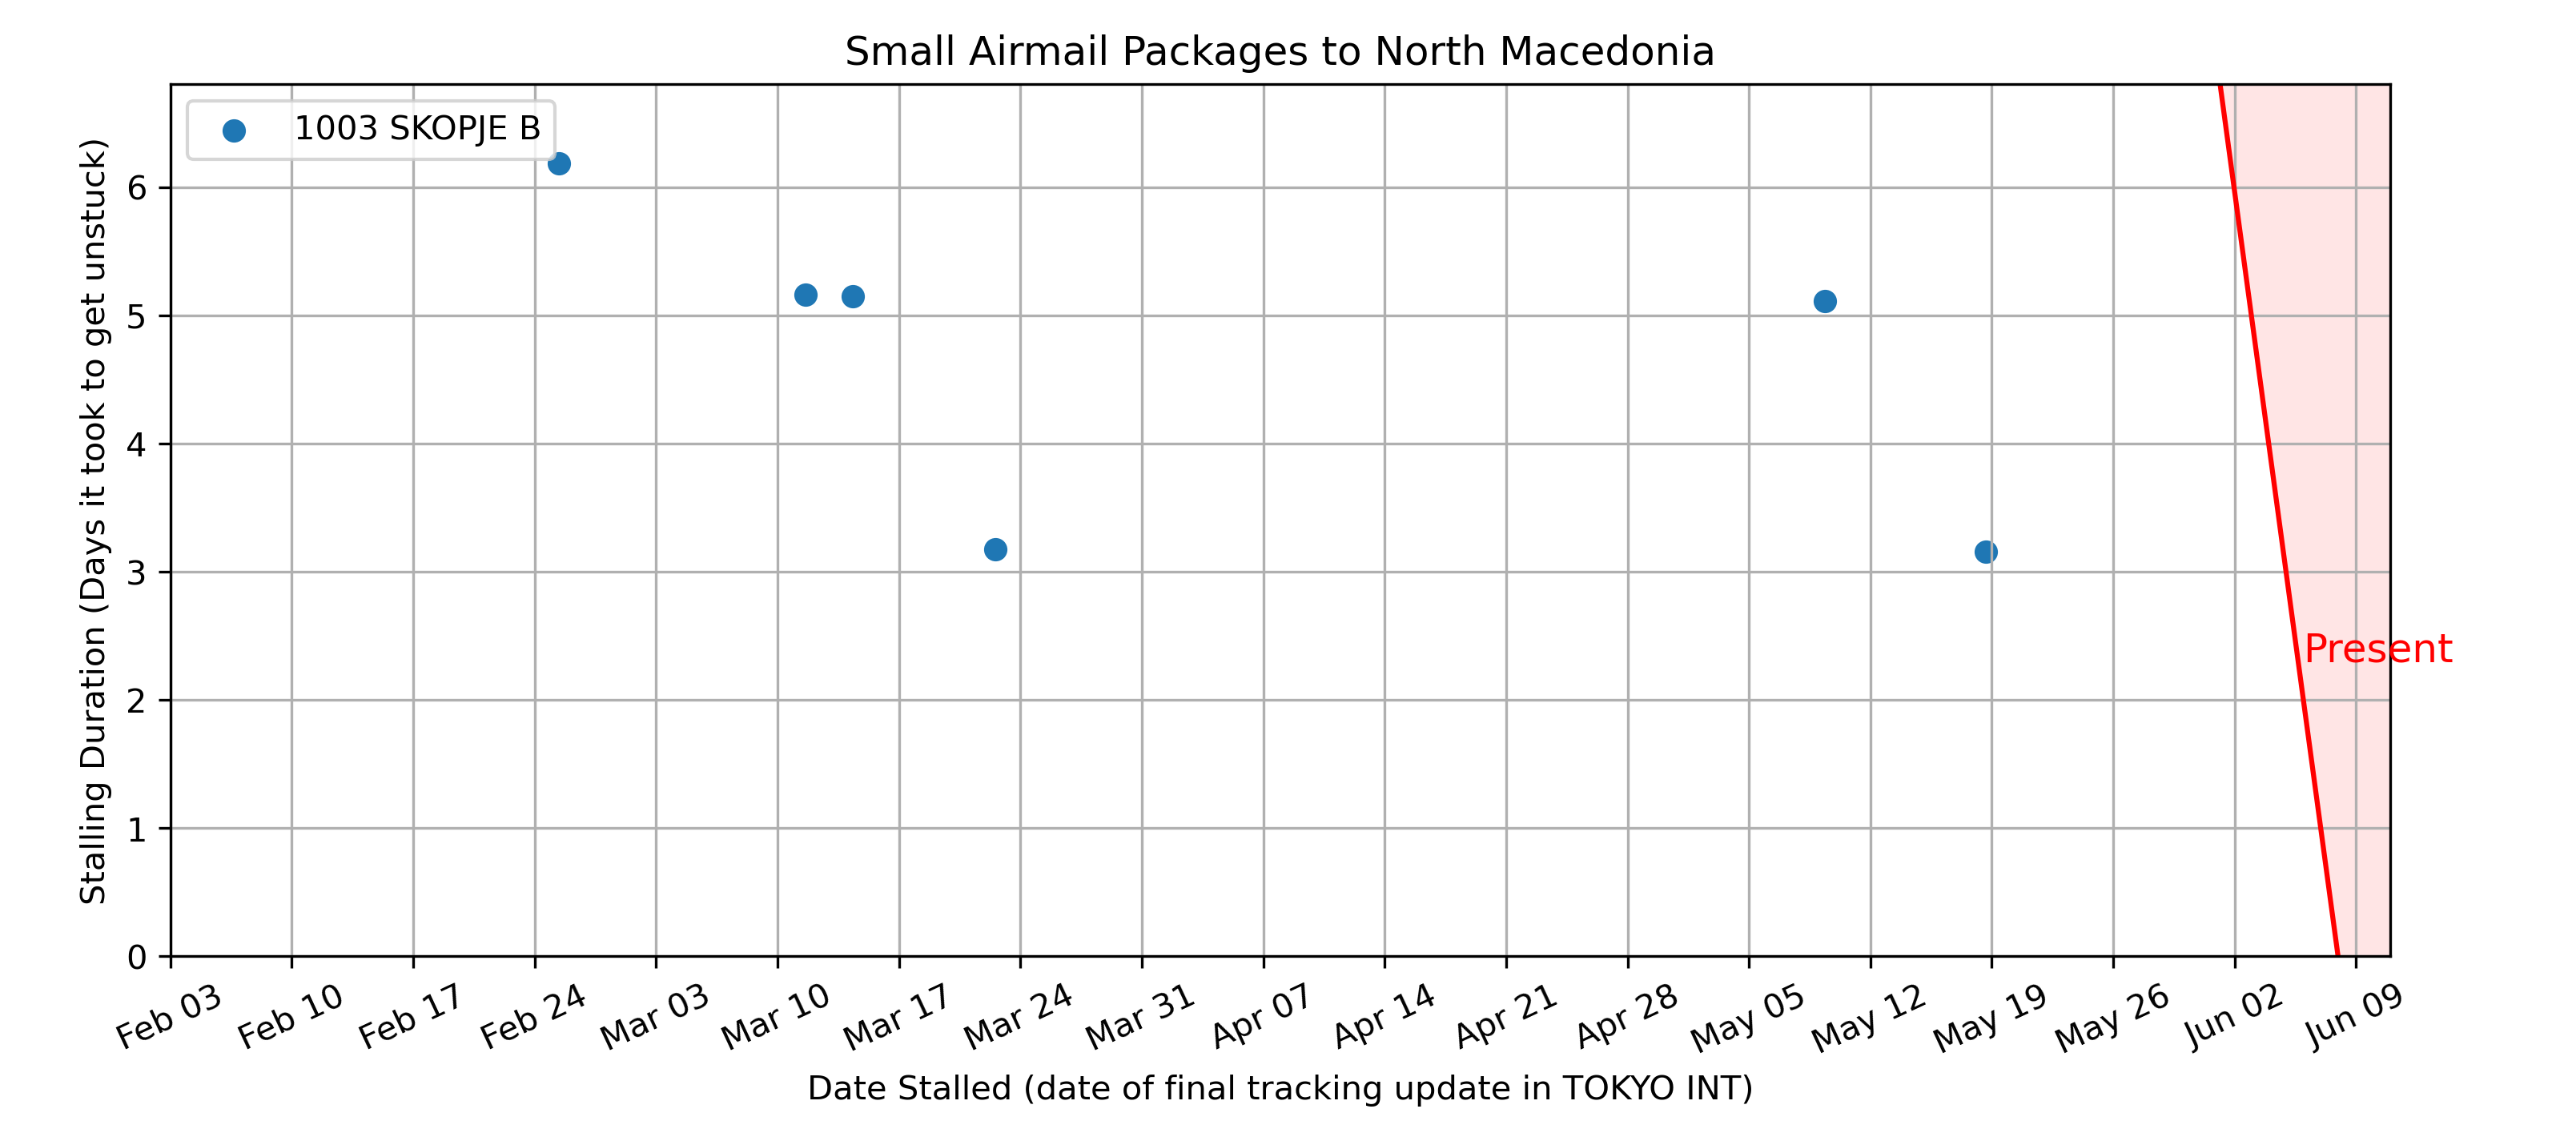 Small Airmail Packages to North Macedonia
1003 SKOPJE B
Stalling Duration (Days it took to get unstuck)
6
5
4
3
2
1
0
Present
Feb 03
Feb 10
Feb 17
Feb 24
Mar 03
Mar 10
Mar 17
Mar 24
Mar 31
Apr 07
Apr 14
Apr 21
Apr 28
May 05
May 12
May 19
May 26
Jun 02
Jun 09
Date Stalled (date of final tracking update in TOKYO INT)